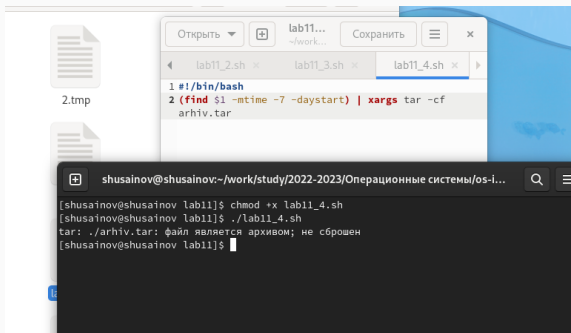 Открыть
lab11...
~/work...
Сохранить
lab11_2.sh
lab11_3.sh
lab11_4.sh
1 #!/bin/bash
2 (find $1 -mtime -7 -daystart) | xargs tar -cf
arhiv.tar
2.tmp
shusainov@shusainov:~/work/study/2022-2023/Операционные системы/os-i...
[shusainov@shusainov lab11]$ chmod +x lab11_4.sh
[shusainov@shusainov lab11]$ ./lab11_4.sh
tar: ./arhiv.tar: файл является архивом; не сброшен
[shusainov@shusainov lab11]$
la